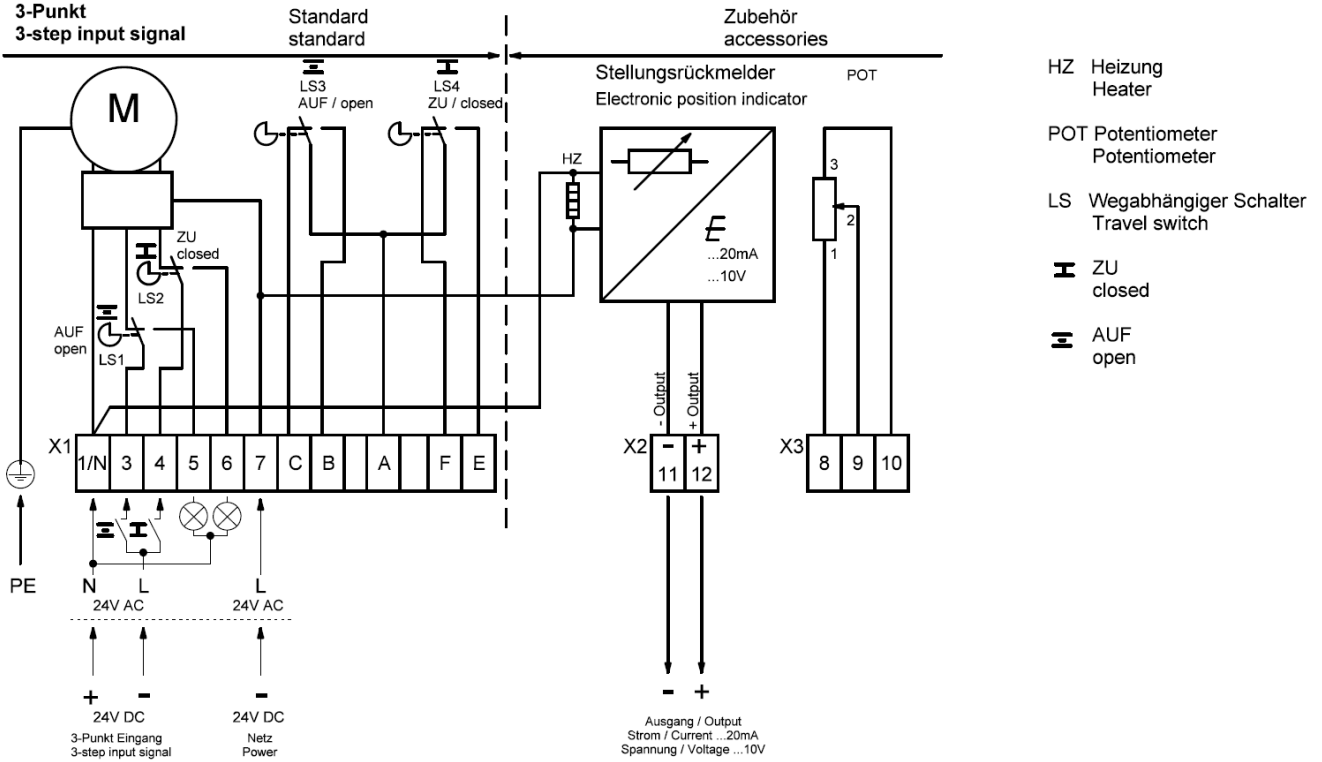 3-Punkt
3-step input signal
Standard
standard
Zubehör
accessories
M
LS3
AUF / open
LS4
ZU / closed
Stellungsrückmelder
Electronic position indicator
POT
HZ
E
...20mA
...10V
3
2
1
ZU
closed
LS2
AUF
open
LS1
- Output
+ Output
X1
1/N 3 4 5 6 7 C B A F E
X2
- +
11 12
X3
8 9 10
PE
N L L
24V AC 24V AC
+ - -
24V DC 24V DC
3-Punkt Eingang
3-step input signal
Netz
Power
- +
Ausgang / Output
Strom / Current ...20mA
Spannung / Voltage ...10V
HZ Heizung
Heater
POT Potentiometer
Potentiometer
LS Wegabhängiger Schalter
Travel switch
ZU
closed
AUF
open